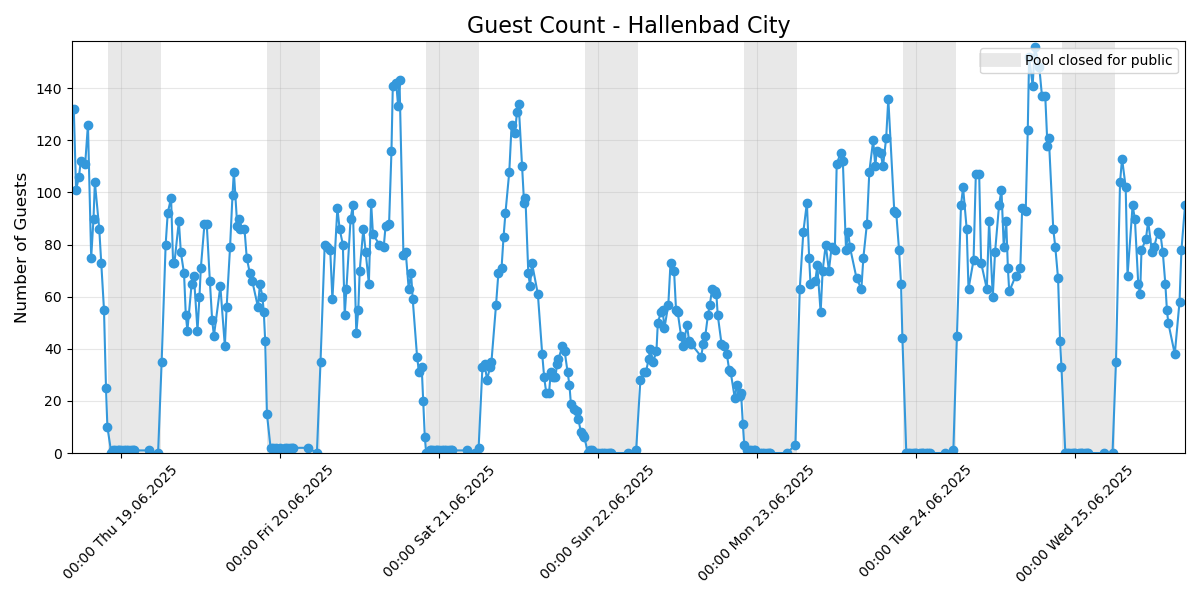 Guest Count - Hallenbad City
Pool closed for public
Number of Guests
140
120
100
80
60
40
20
0
00:00 Thu 19.06.2025
00:00 Fri 20.06.2025
00:00 Sat 21.06.2025
00:00 Sun 22.06.2025
00:00 Mon 23.06.2025
00:00 Tue 24.06.2025
00:00 Wed 25.06.2025